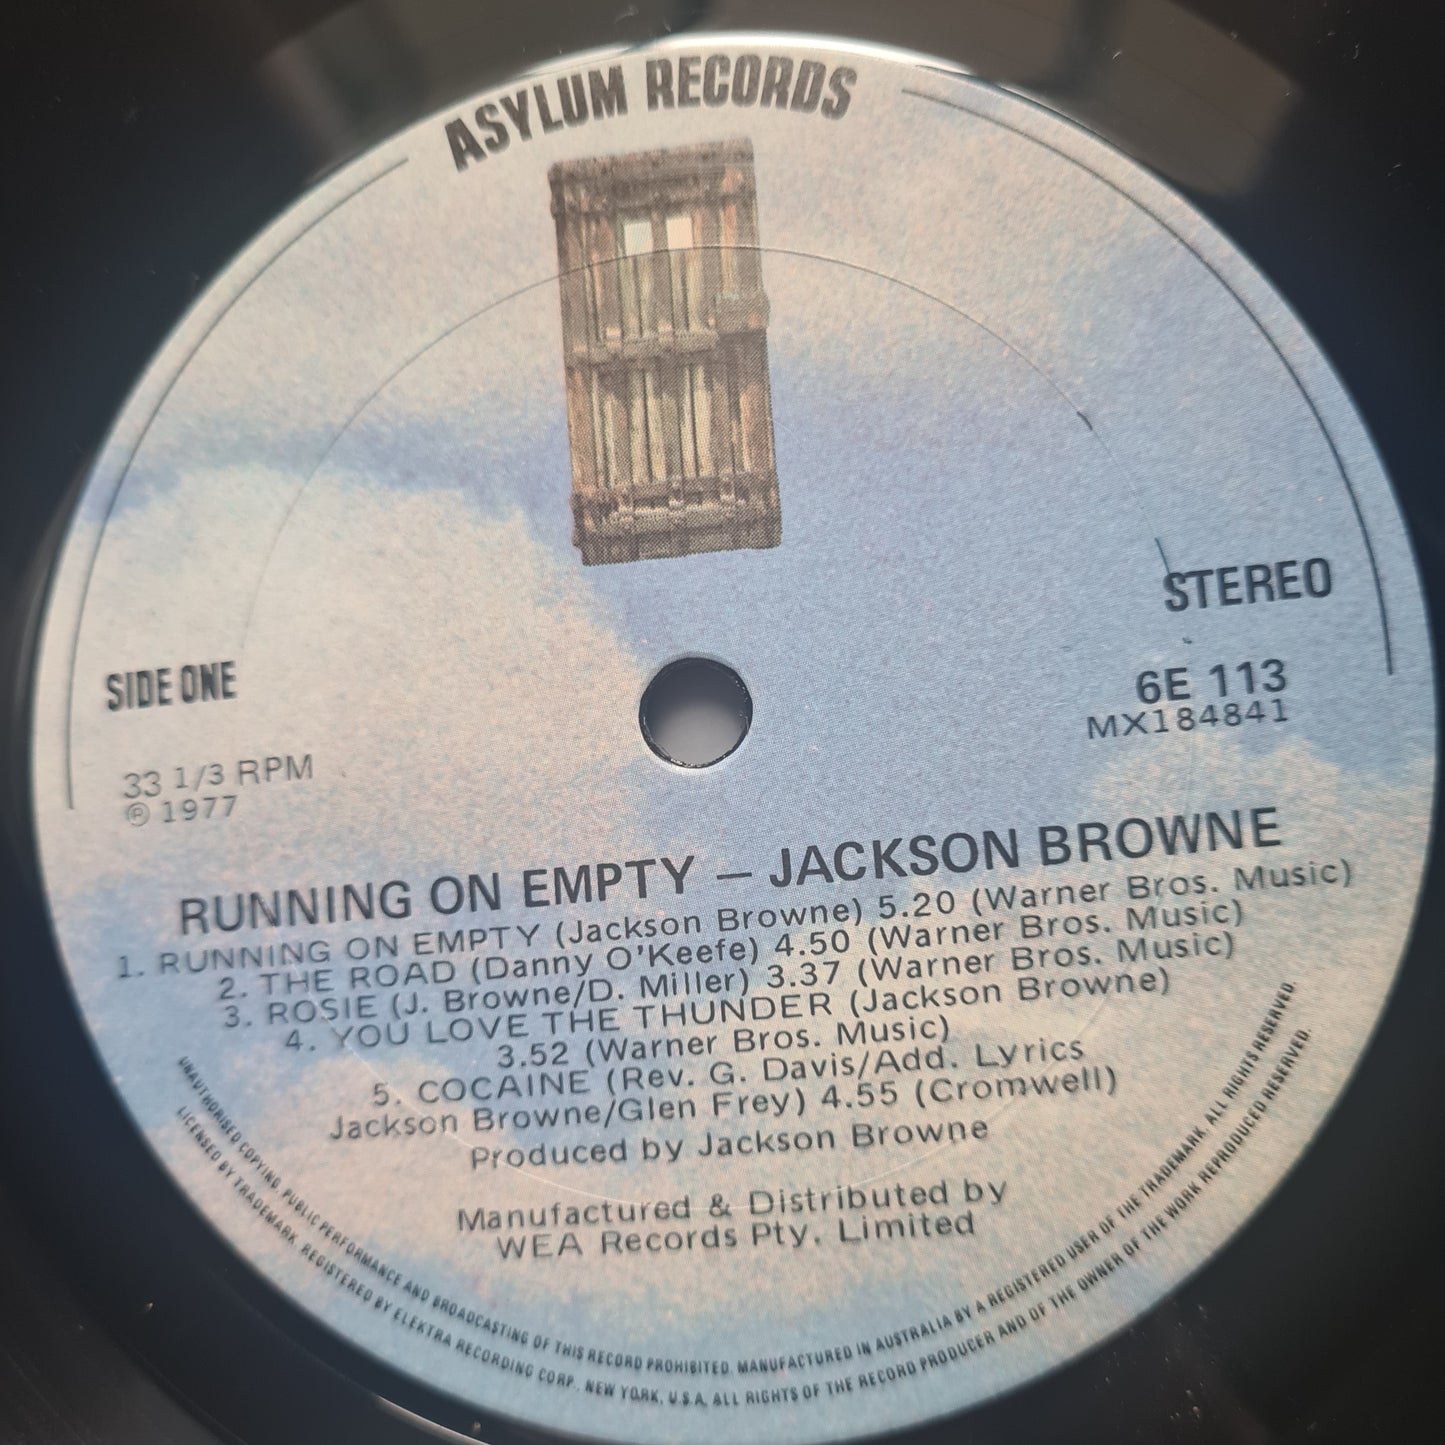 ASYLUM RECORDS
STEREO
SIDE ONE
6E 113
MX184841
33 1/3 RPM
℗ 1977
RUNNING ON EMPTY – JACKSON BROWNE
1. RUNNING ON EMPTY (Jackson Browne) 5.20 (Warner Bros. Music)
2. THE ROAD (Danny O'Keefe) 4.50 (Warner Bros. Music)
3. ROSIE (J. Browne/D. Miller) 3.37 (Warner Bros. Music)
4. YOU LOVE THE THUNDER (Jackson Browne)
3.52 (Warner Bros. Music)
5. COCAINE (Rev. G. Davis/Add. Lyrics
Jackson Browne/Glen Frey) 4.55 (Cromwell)
Produced by Jackson Browne
Manufactured & Distributed by
WEA Records Pty. Limited
UNAUTHORISED COPYING, PUBLIC PERFORMANCE AND BROADCASTING OF THIS RECORD PROHIBITED. MANUFACTURED IN AUSTRALIA BY A REGISTERED USER OF THE TRADEMARK. ALL RIGHTS RESERVED.
LICENSED BY TRADEMARK. REGISTERED BY ELEKTRA RECORDING CORP., NEW YORK, U.S.A. ALL RIGHTS OF THE RECORD PRODUCER AND OF THE OWNER OF THE WORK REPRODUCED RESERVED.